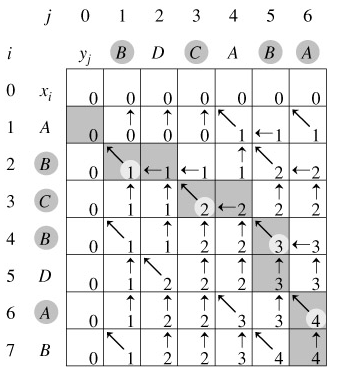 j 0 1 2 3 4 5 6
i y_j B D C A B A
0 x_i 0 0 0 0 0 0 0
1 A 0 ↑0 ↑0 ↑0 ↖1 ←1 ↖1
2 B 0 ↖1 ←1 ←1 ↑1 ↖2 ←2
3 C 0 ↑1 ↑1 ↖2 ←2 ↑2 ↑2
4 B 0 ↖1 ↑1 ↑2 ↑2 ↖3 ←3
5 D 0 ↑1 ↖2 ↑2 ↑2 ↑3 ↑3
6 A 0 ↑1 ↑2 ↑2 ↖3 ↑3 ↖4
7 B 0 ↖1 ↑2 ↑2 ↑3 ↖4 ↑4